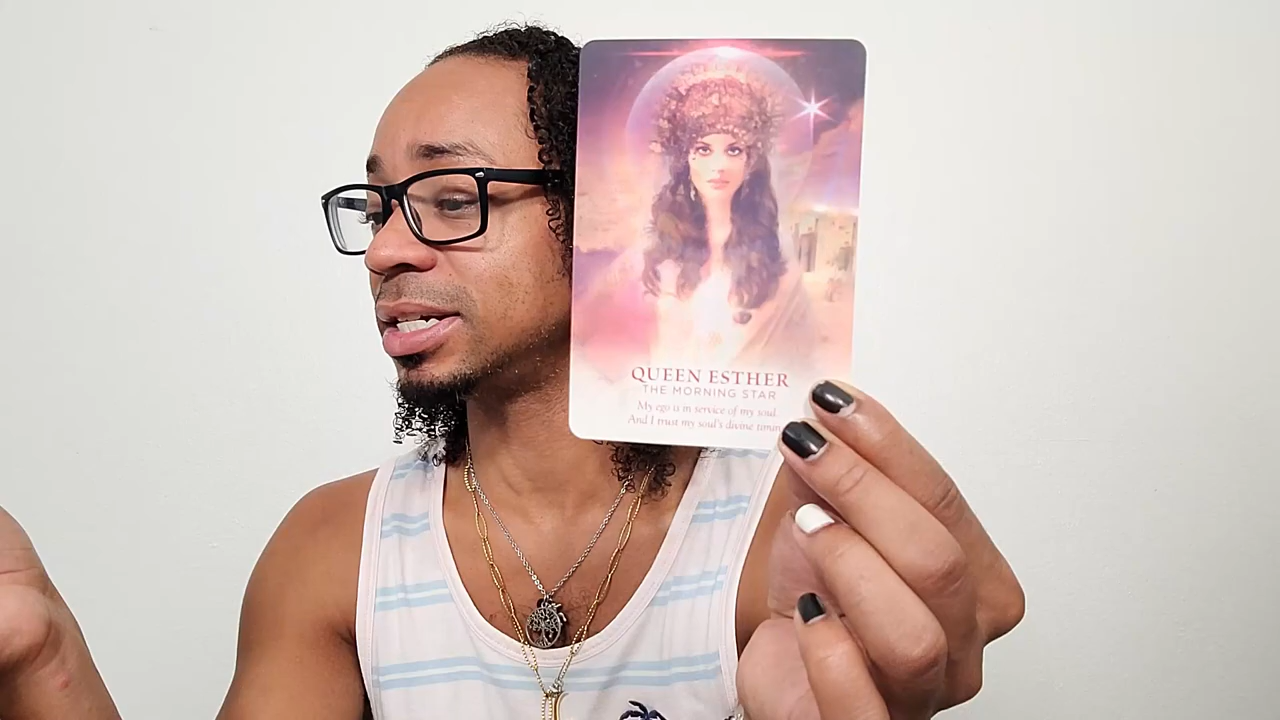 QUEEN ESTHER
THE MORNING STAR
My ego is in service of my soul.
And I trust my soul's divine